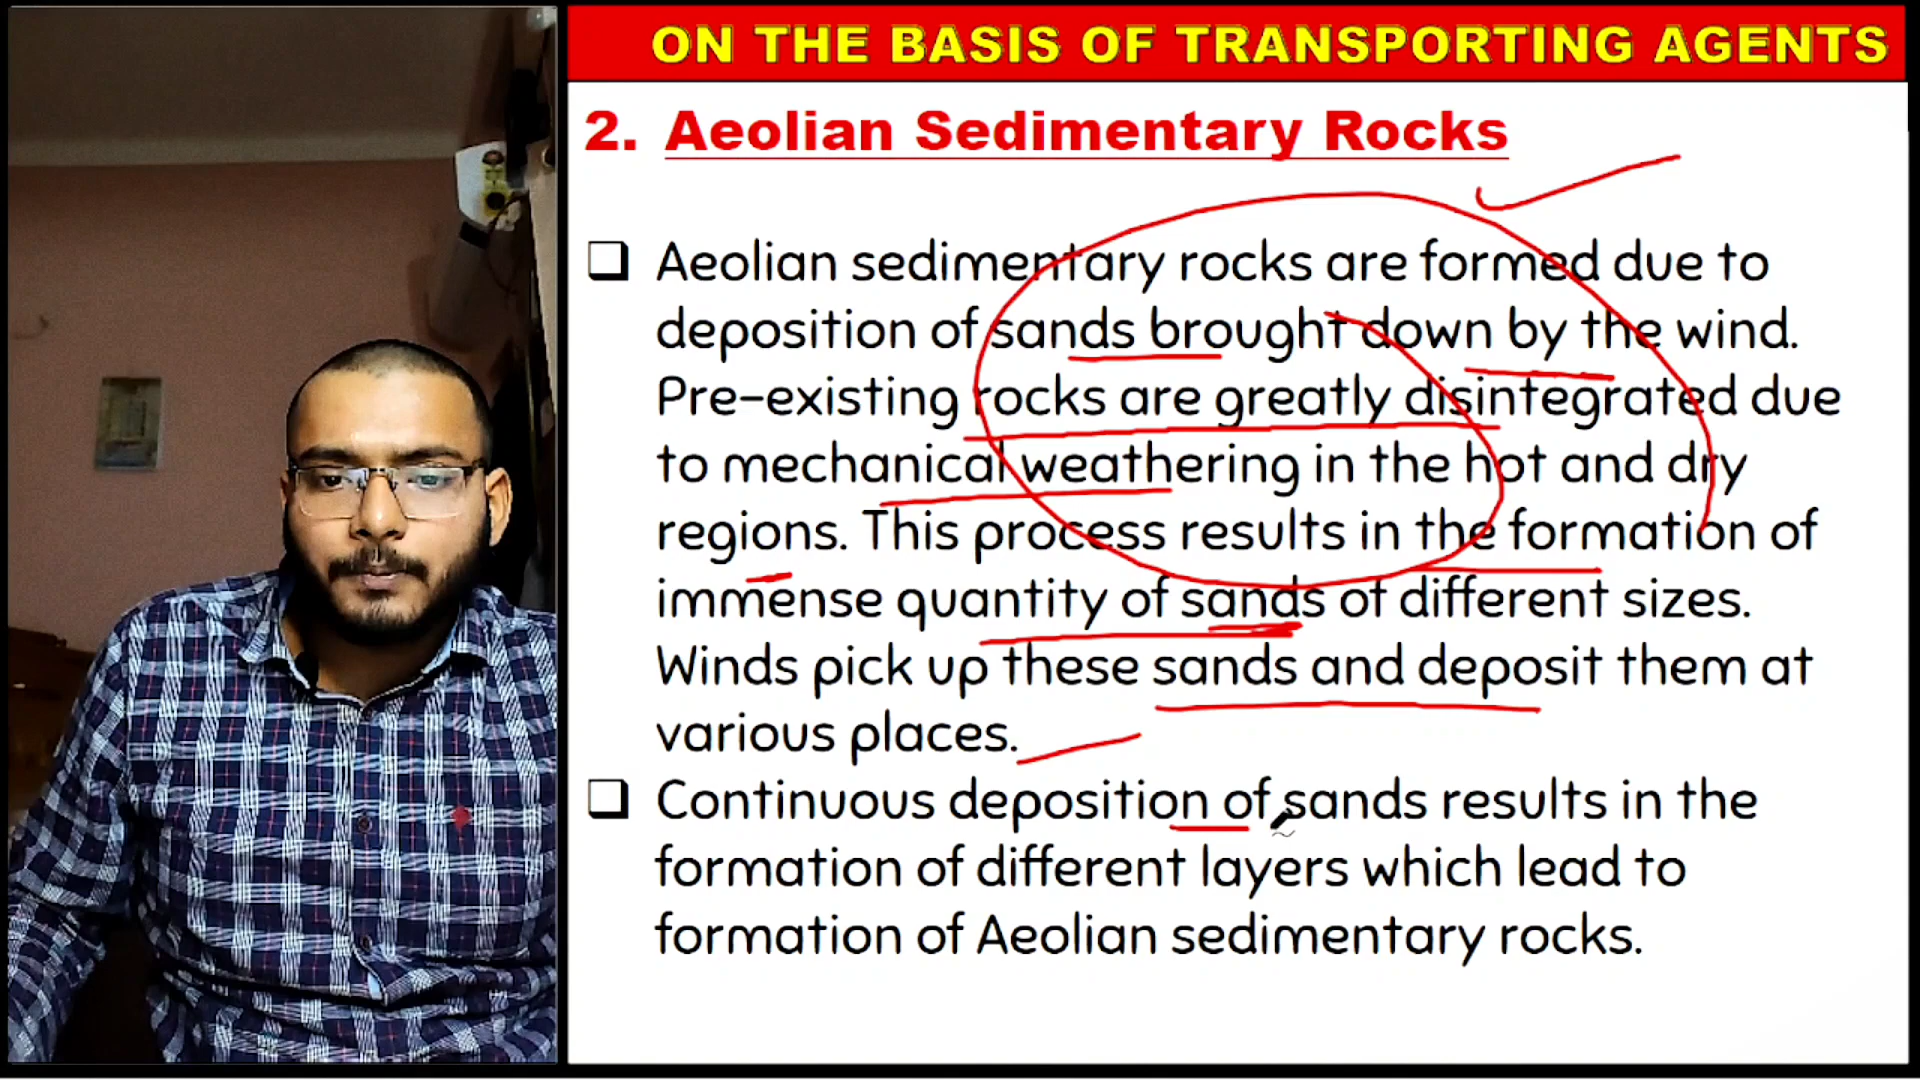 ON THE BASIS OF TRANSPORTING AGENTS
2. Aeolian Sedimentary Rocks
Aeolian sedimentary rocks are formed due to
deposition of sands brought down by the wind.
Pre-existing rocks are greatly disintegrated due
to mechanical weathering in the hot and dry
regions. This process results in the formation of
immense quantity of sands of different sizes.
Winds pick up these sands and deposit them at
various places.
Continuous deposition of sands results in the
formation of different layers which lead to
formation of Aeolian sedimentary rocks.